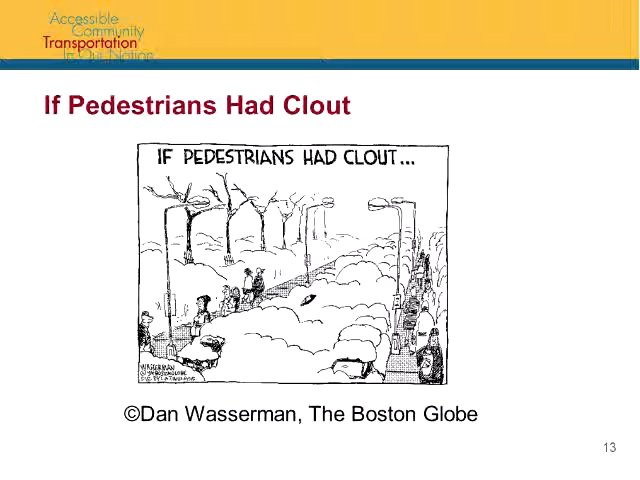 Accessible
Community
Transportation
In Our Nation
If Pedestrians Had Clout
IF PEDESTRIANS HAD CLOUT...
WASSERMAN
©Dan Wasserman, The Boston Globe
13